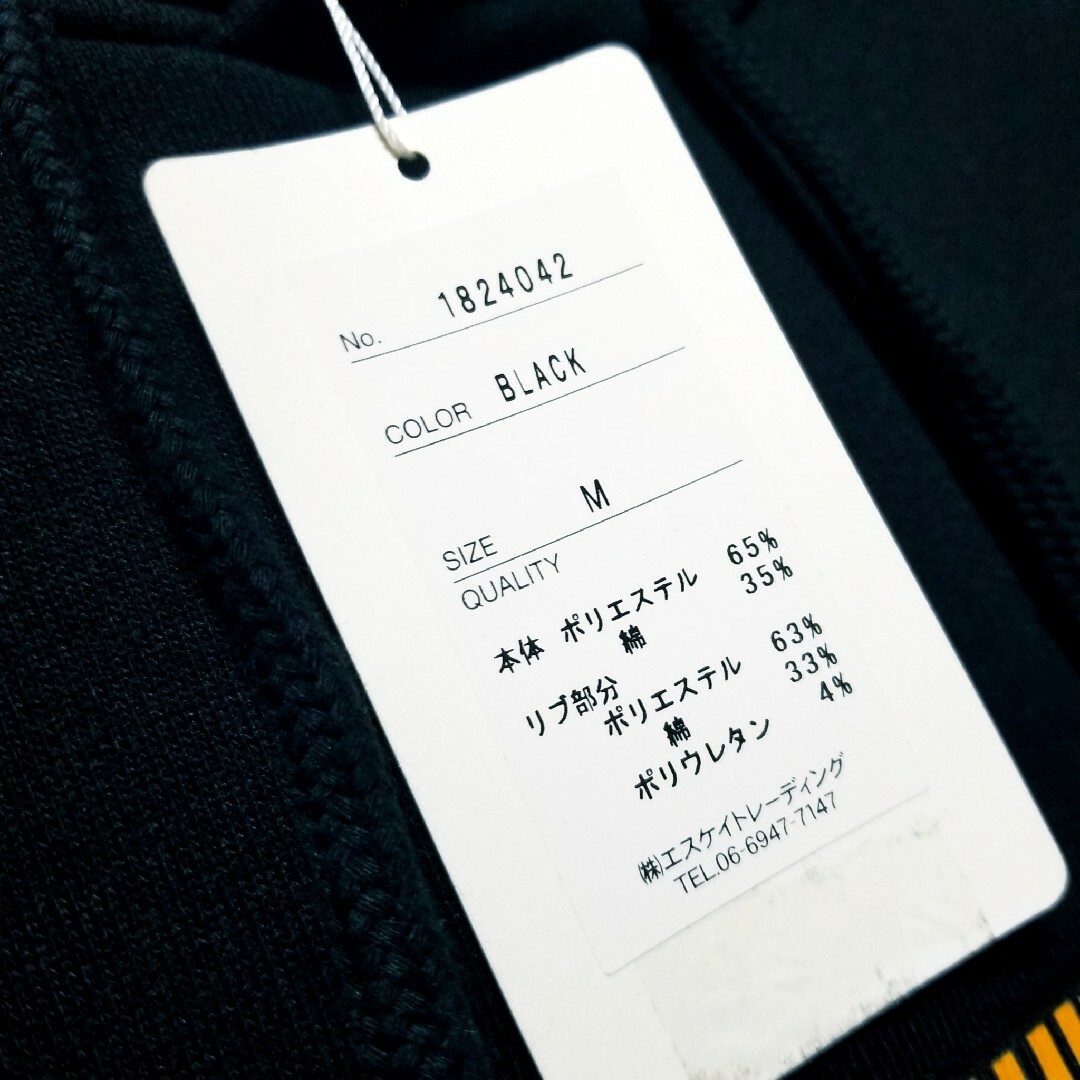 No. 1824042
COLOR BLACK
SIZE M
QUALITY
本体 ポリエステル 65%
綿 35%
リブ部分
ポリエステル 63%
綿 33%
ポリウレタン 4%
㈱エスケイトレーディング
TEL.06-6947-7147